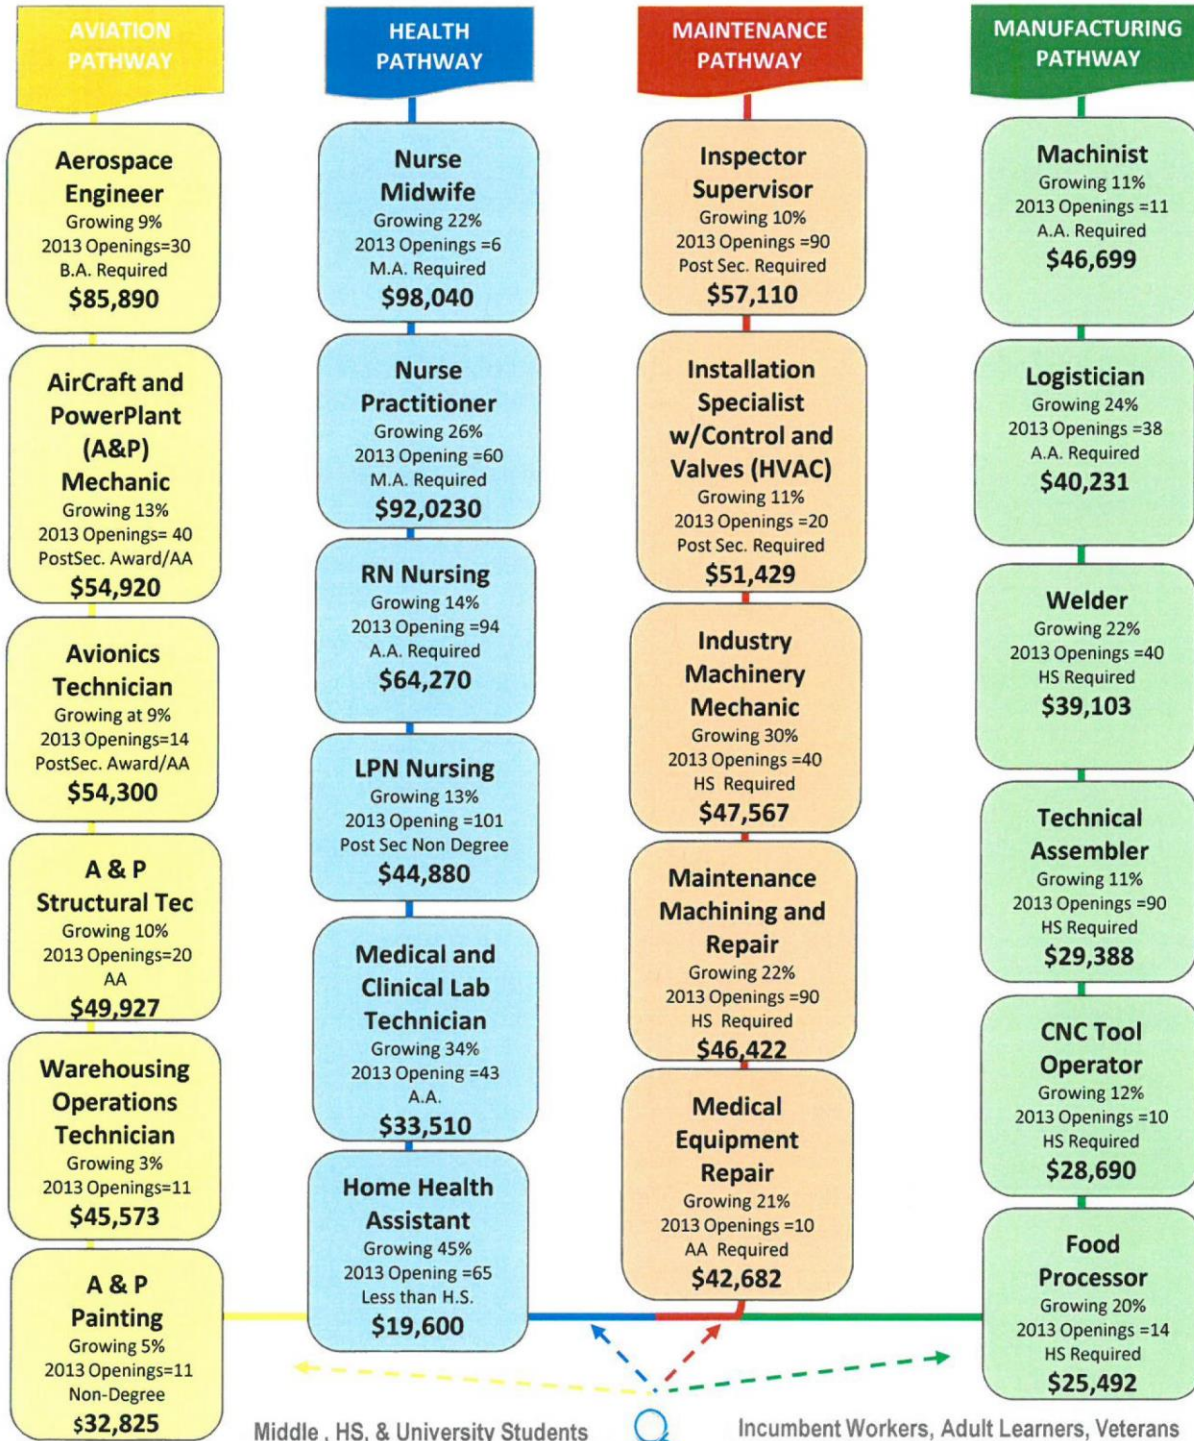 AVIATION
PATHWAY
Aerospace
Engineer
Growing 9%
2013 Openings=30
B.A. Required
$85,890
AirCraft and
PowerPlant
(A&P)
Mechanic
Growing 13%
2013 Openings= 40
PostSec. Award/AA
$54,920
Avionics
Technician
Growing at 9%
2013 Openings=14
PostSec. Award/AA
$54,300
A & P
Structural Tec
Growing 10%
2013 Openings=20
AA
$49,927
Warehousing
Operations
Technician
Growing 3%
2013 Openings=11
$45,573
A & P
Painting
Growing 5%
2013 Openings=11
Non-Degree
$32,825
HEALTH
PATHWAY
Nurse
Midwife
Growing 22%
2013 Openings =6
M.A. Required
$98,040
Nurse
Practitioner
Growing 26%
2013 Opening =60
M.A. Required
$92,0230
RN Nursing
Growing 14%
2013 Opening =94
A.A. Required
$64,270
LPN Nursing
Growing 13%
2013 Opening =101
Post Sec Non Degree
$44,880
Medical and
Clinical Lab
Technician
Growing 34%
2013 Opening =43
A.A.
$33,510
Home Health
Assistant
Growing 45%
2013 Opening =65
Less than H.S.
$19,600
MAINTENANCE
PATHWAY
Inspector
Supervisor
Growing 10%
2013 Openings =90
Post Sec. Required
$57,110
Installation
Specialist
w/Control and
Valves (HVAC)
Growing 11%
2013 Openings =20
Post Sec. Required
$51,429
Industry
Machinery
Mechanic
Growing 30%
2013 Openings =40
HS Required
$47,567
Maintenance
Machining and
Repair
Growing 22%
2013 Openings =90
HS Required
$46,422
Medical
Equipment
Repair
Growing 21%
2013 Openings =10
AA Required
$42,682
MANUFACTURING
PATHWAY
Machinist
Growing 11%
2013 Openings =11
A.A. Required
$46,699
Logistician
Growing 24%
2013 Openings =38
A.A. Required
$40,231
Welder
Growing 22%
2013 Openings =40
HS Required
$39,103
Technical
Assembler
Growing 11%
2013 Openings =90
HS Required
$29,388
CNC Tool
Operator
Growing 12%
2013 Openings =10
HS Required
$28,690
Food
Processor
Growing 20%
2013 Openings =14
HS Required
$25,492
Middle , HS, & University Students
Incumbent Workers, Adult Learners, Veterans